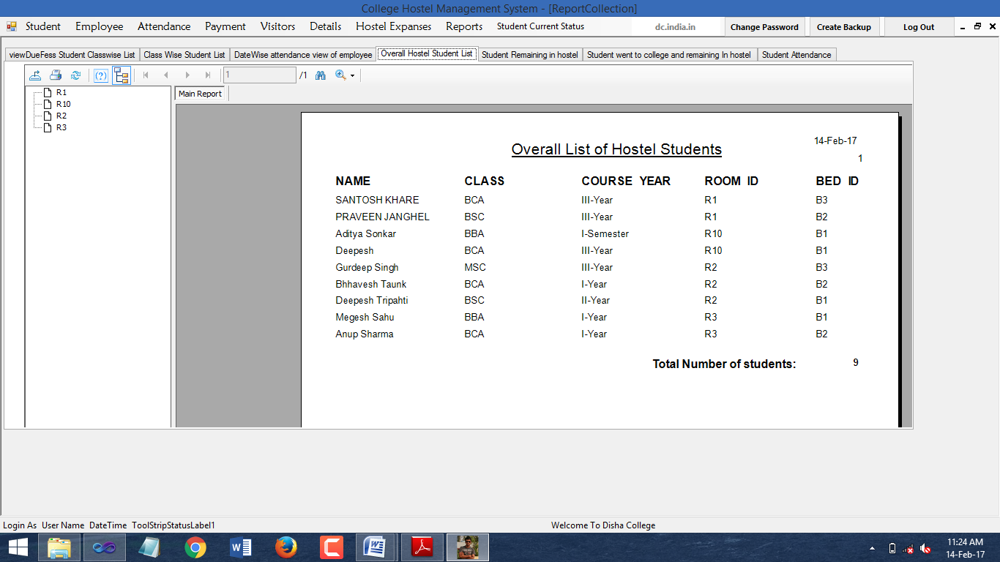 College Hostel Management System - [ReportCollection]
Student Employee Attendance Payment Visitors Details Hostel Expanses Reports Student Current Status dc.india.in Change Password Create Backup Log Out
viewDueFess Student Classwise List Class Wise Student List DateWise attendance view of employee Overall Hostel Student List Student Remaining in hostel Student went to college and remaining In hostel Student Attendance
(?) 1 /1
R1
R10
R2
R3
Main Report
14-Feb-17
Overall List of Hostel Students
1
NAME CLASS COURSE YEAR ROOM ID BED ID
SANTOSH KHARE BCA III-Year R1 B3
PRAVEEN JANGHEL BSC III-Year R1 B2
Aditya Sonkar BBA I-Semester R10 B1
Deepesh BCA III-Year R10 B1
Gurdeep Singh MSC III-Year R2 B3
Bhhavesh Taunk BCA I-Year R2 B2
Deepesh Tripahti BSC II-Year R2 B1
Megesh Sahu BBA I-Year R3 B1
Anup Sharma BCA I-Year R3 B2
Total Number of students: 9
Login As User Name DateTime ToolStripStatusLabel1 Welcome To Disha College
11:24 AM
14-Feb-17